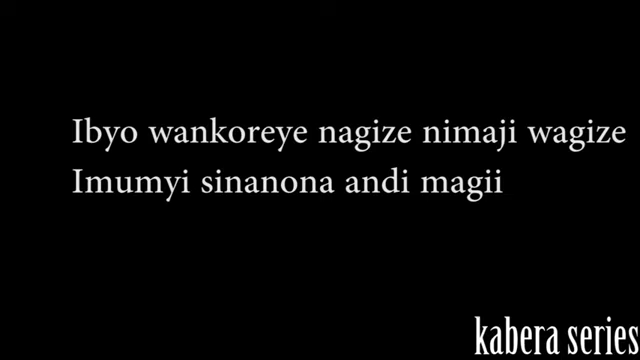 Ibyo wankoreye nagize nimaji wagize
Imumyi sinanona andi magii
kabera series